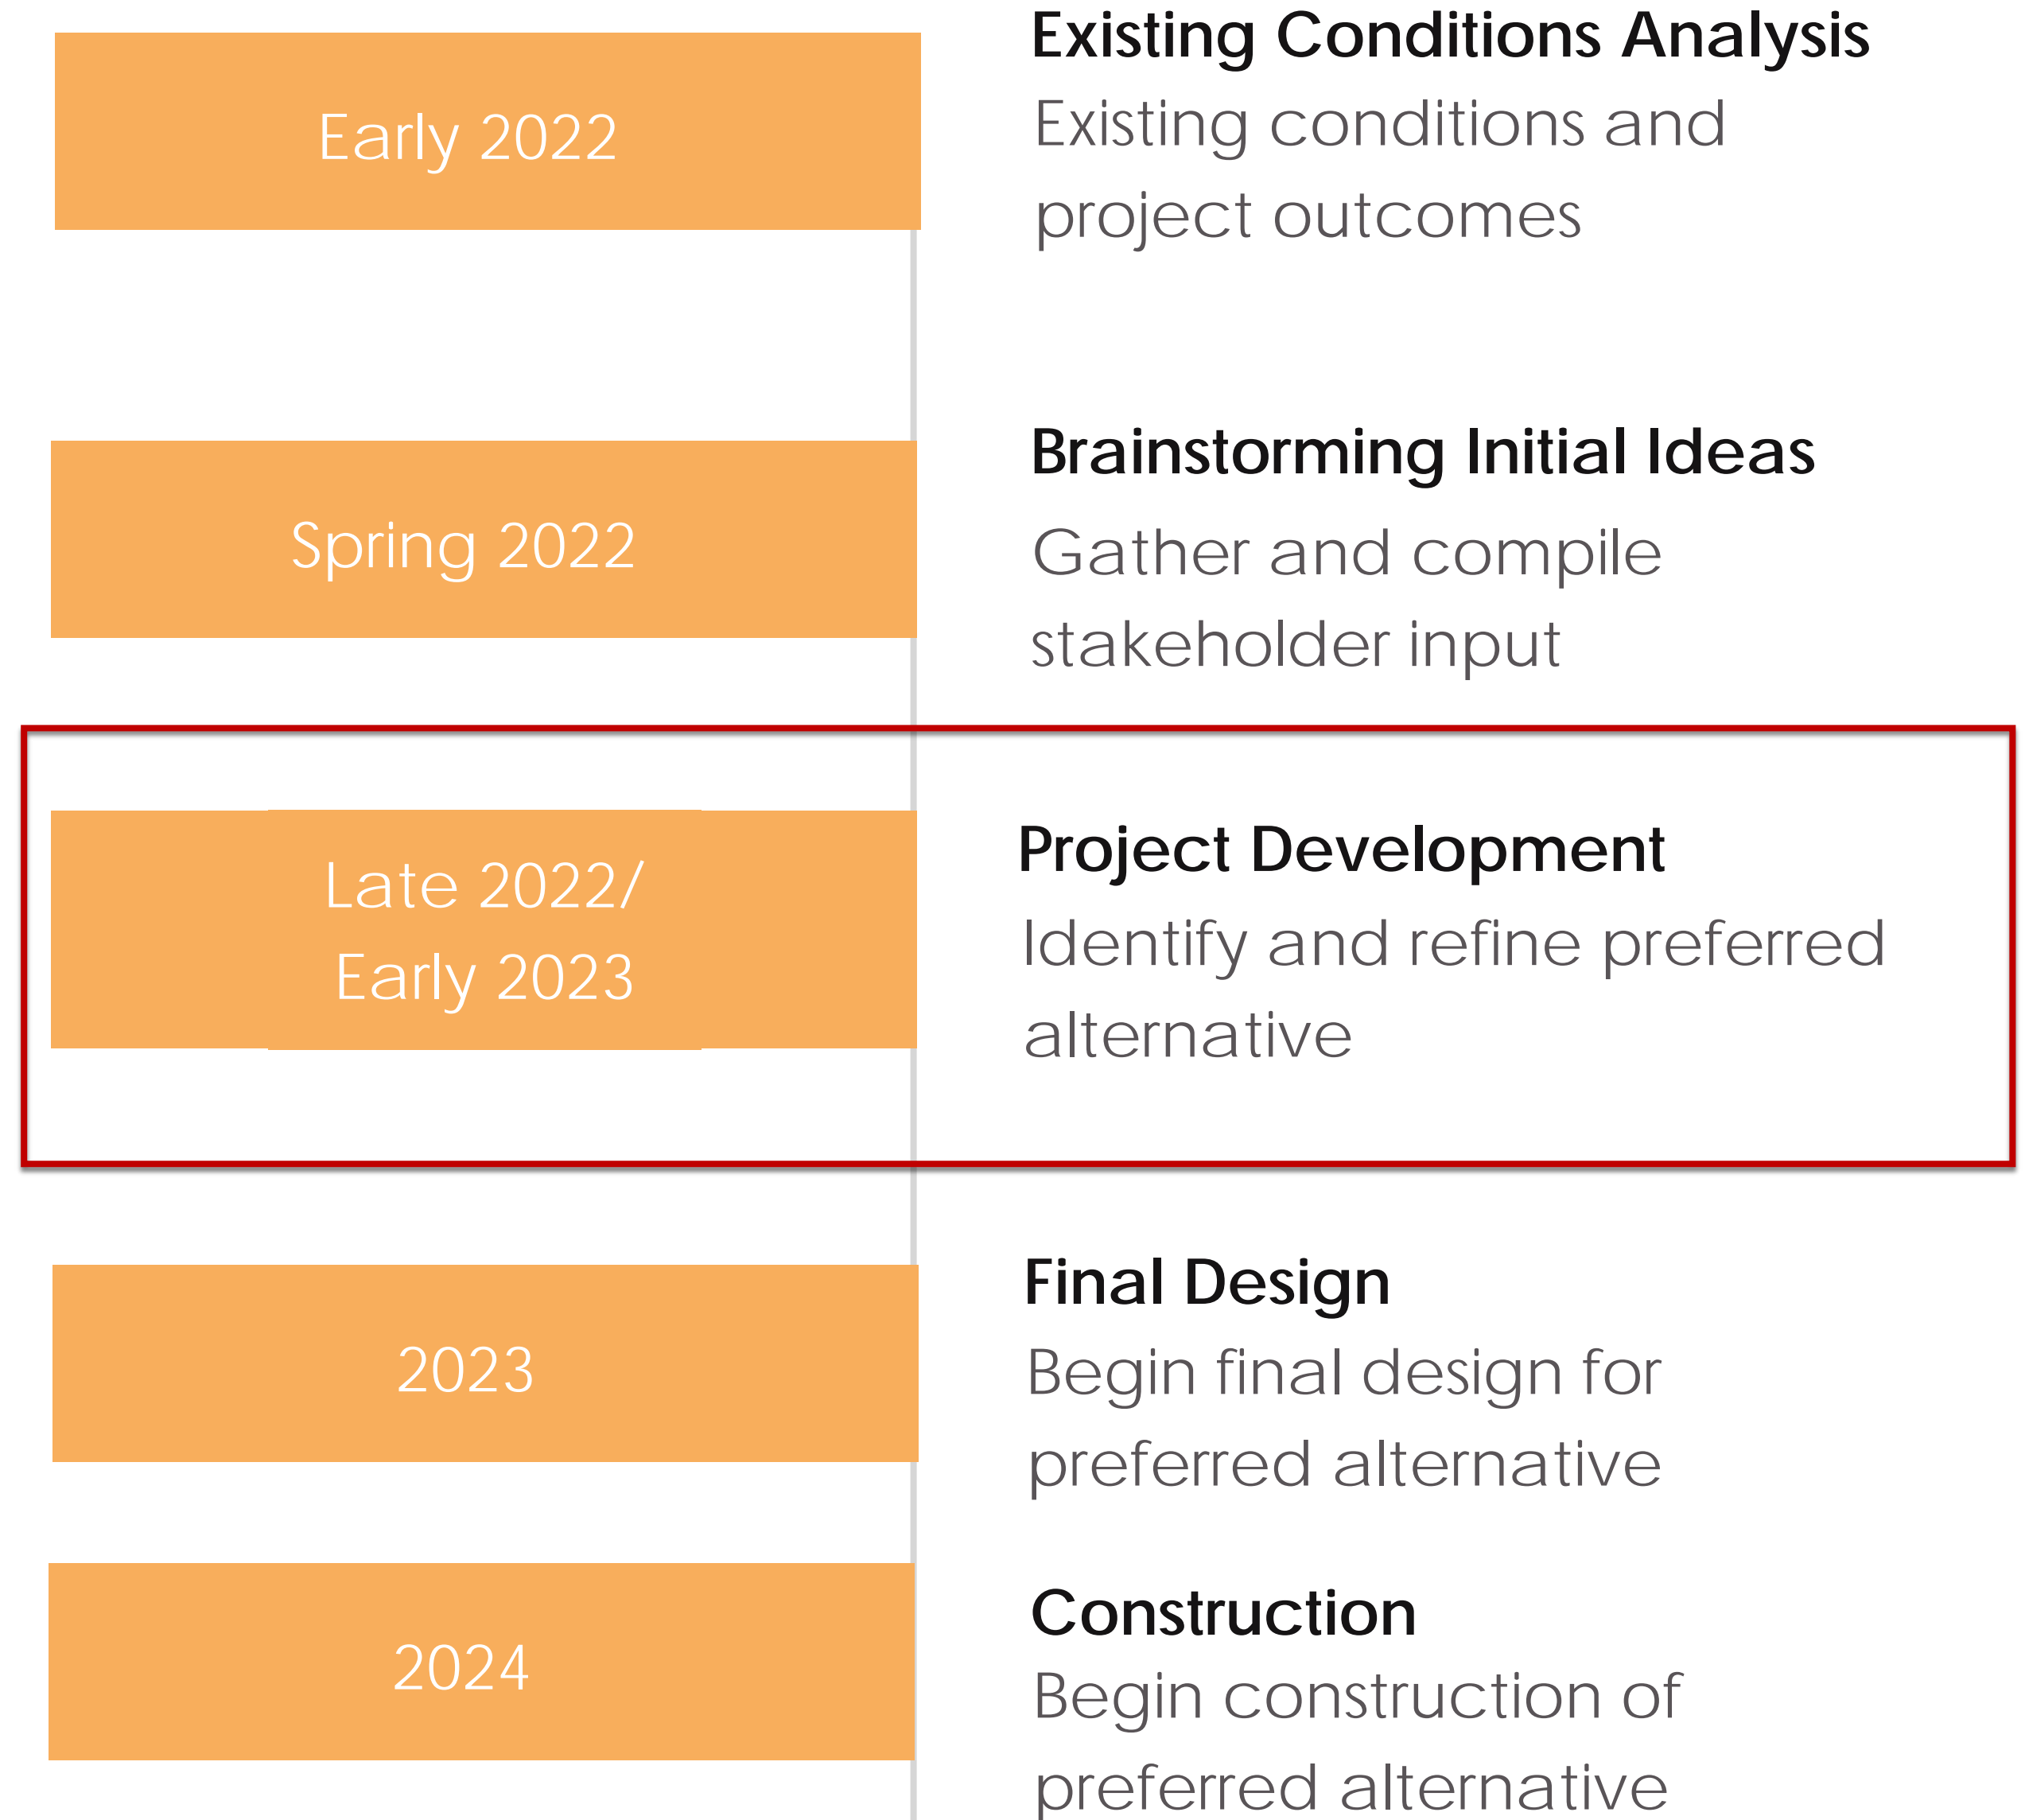 Early 2022
Existing Conditions Analysis
Existing conditions and
project outcomes
Spring 2022
Brainstorming Initial Ideas
Gather and compile
stakeholder input
Late 2022/
Early 2023
Project Development
Identify and refine preferred
alternative
2023
Final Design
Begin final design for
preferred alternative
2024
Construction
Begin construction of
preferred alternative